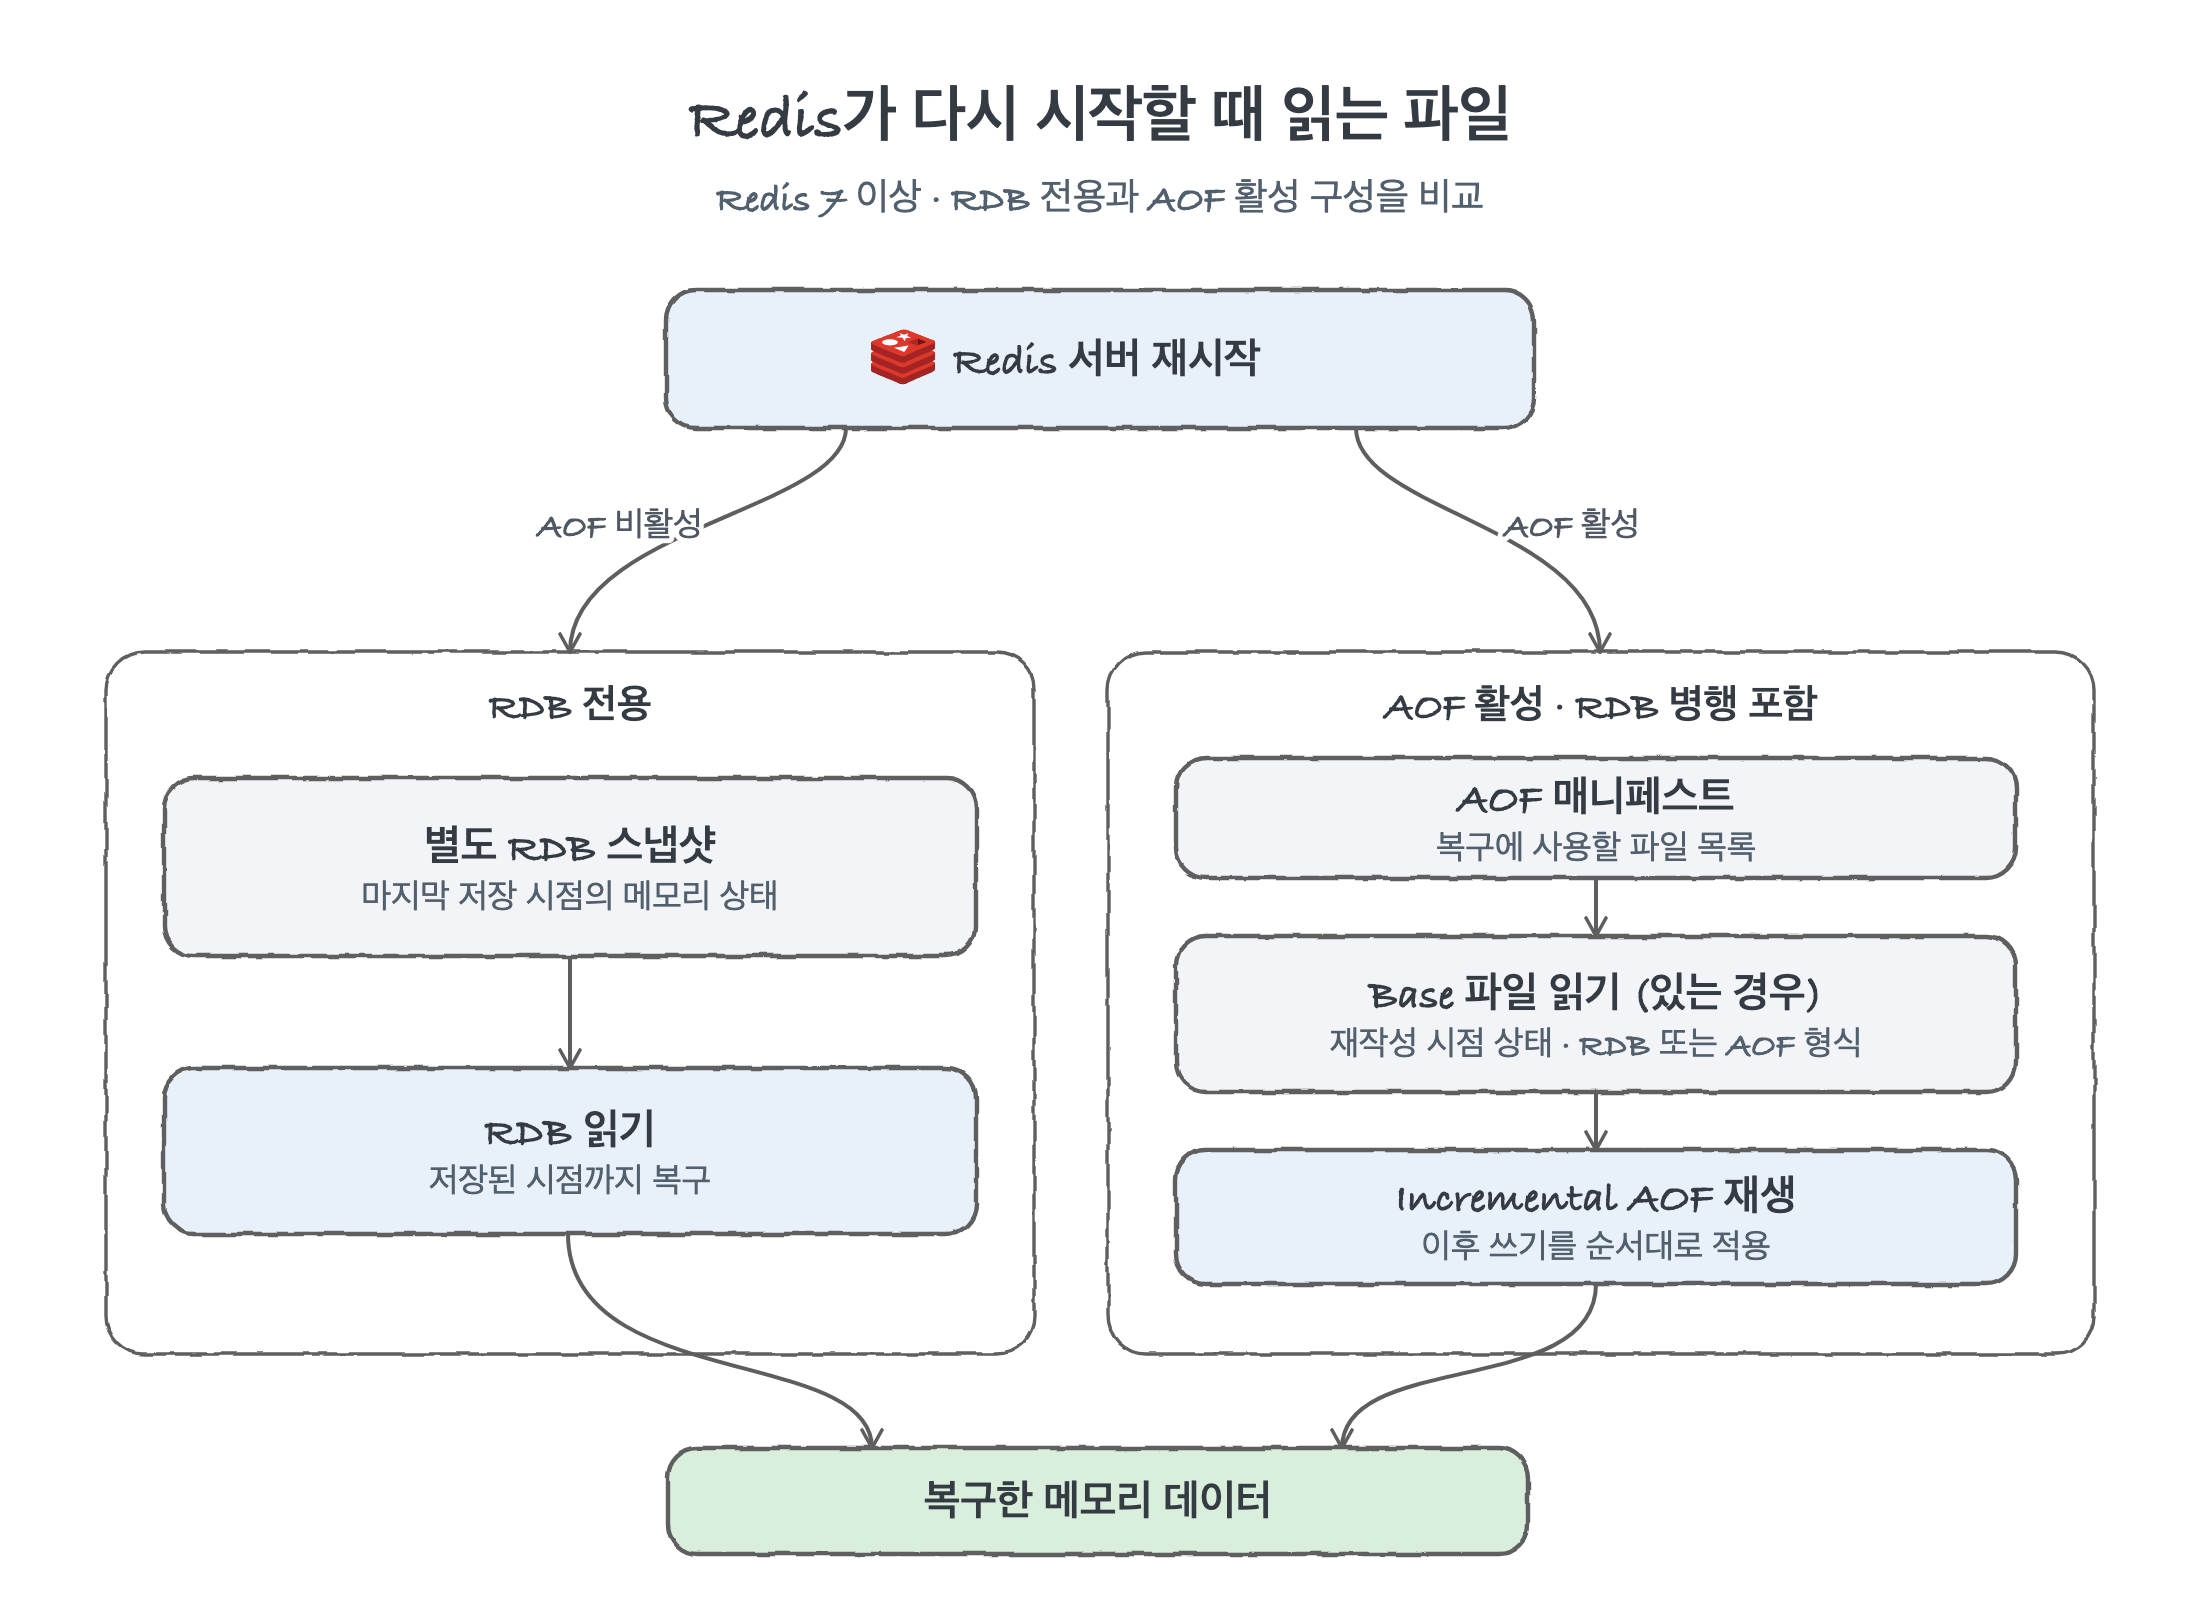 Redis가 다시 시작할 때 읽는 파일
Redis 7 이상 · RDB 전용과 AOF 활성 구성을 비교
Redis 서버 재시작
AOF 비활성
AOF 활성
RDB 전용
별도 RDB 스냅샷
마지막 저장 시점의 메모리 상태
RDB 읽기
저장된 시점까지 복구
AOF 활성 · RDB 병행 포함
AOF 매니페스트
복구에 사용할 파일 목록
Base 파일 읽기 (있는 경우)
재작성 시점 상태 · RDB 또는 AOF 형식
Incremental AOF 재생
이후 쓰기를 순서대로 적용
복구한 메모리 데이터